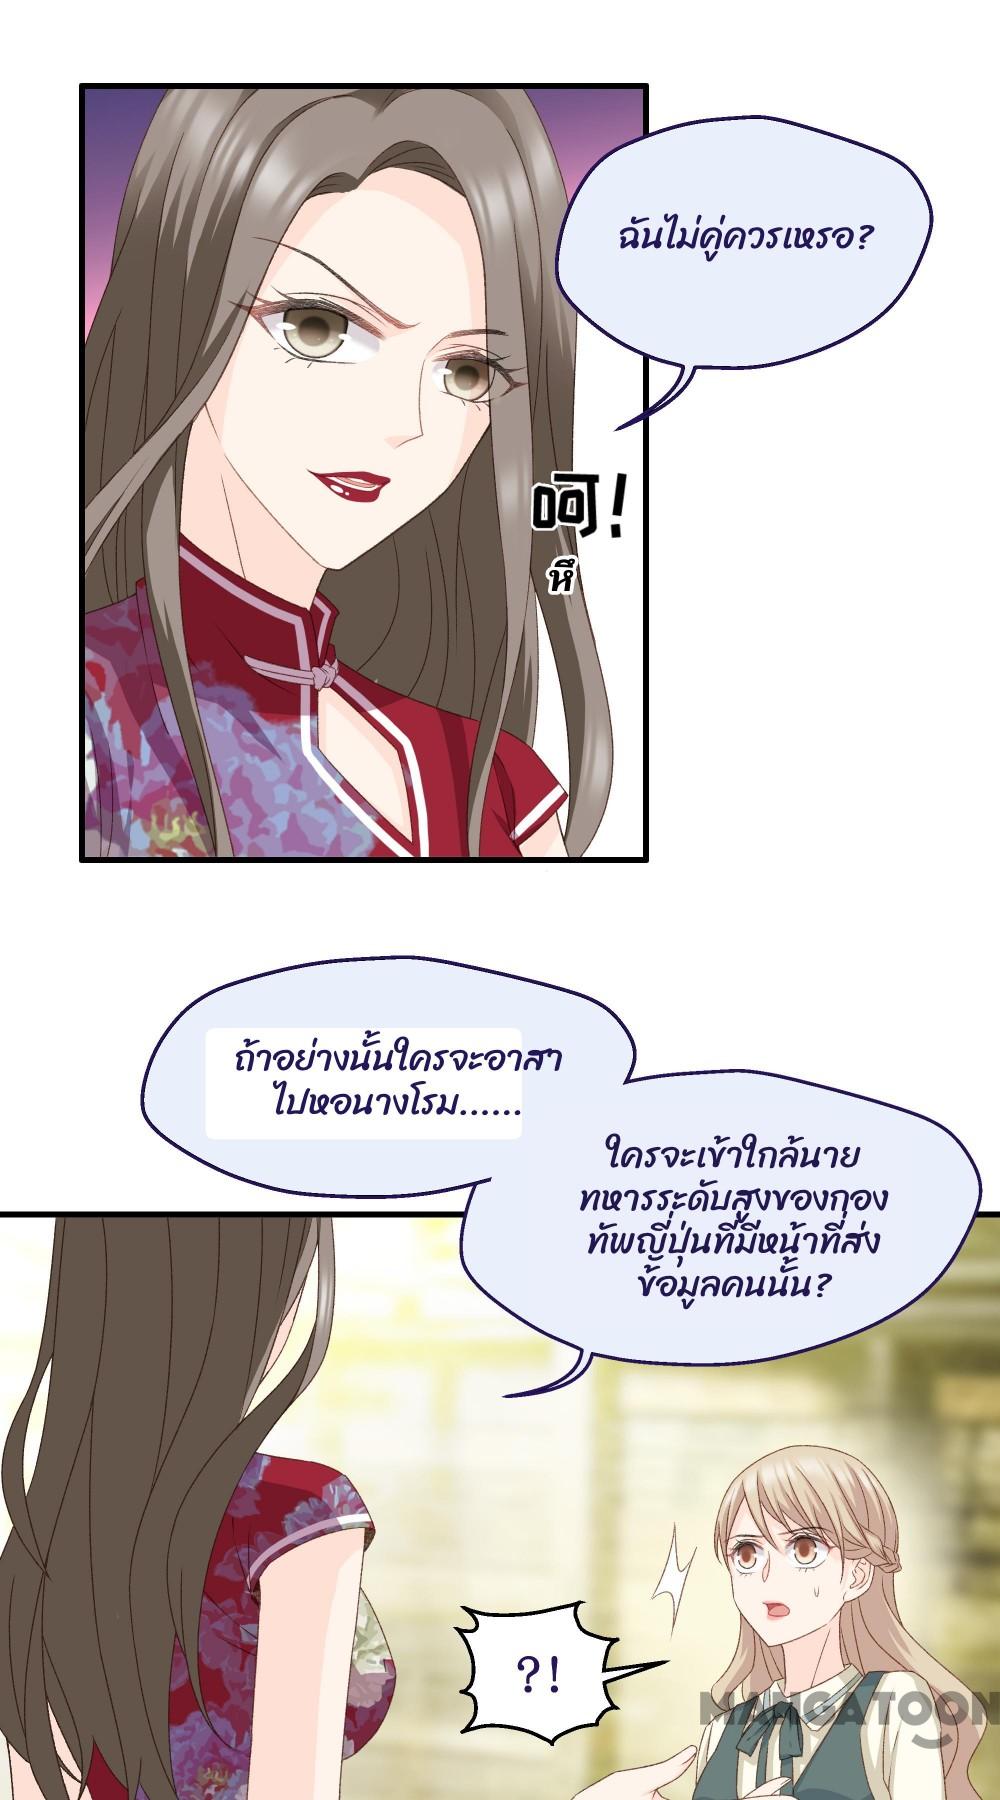 ฉันไม่คู่ควรเหรอ?
呵!
หึ
ถ้าอย่างนั้นใครจะอาสา
ไปหอนางโรม......
ใครจะเข้าใกล้นาย
ทหารระดับสูงของกอง
ทัพญี่ปุ่นที่มีหน้าที่ส่ง
ข้อมูลคนนั้น?
?!
MANGATOON